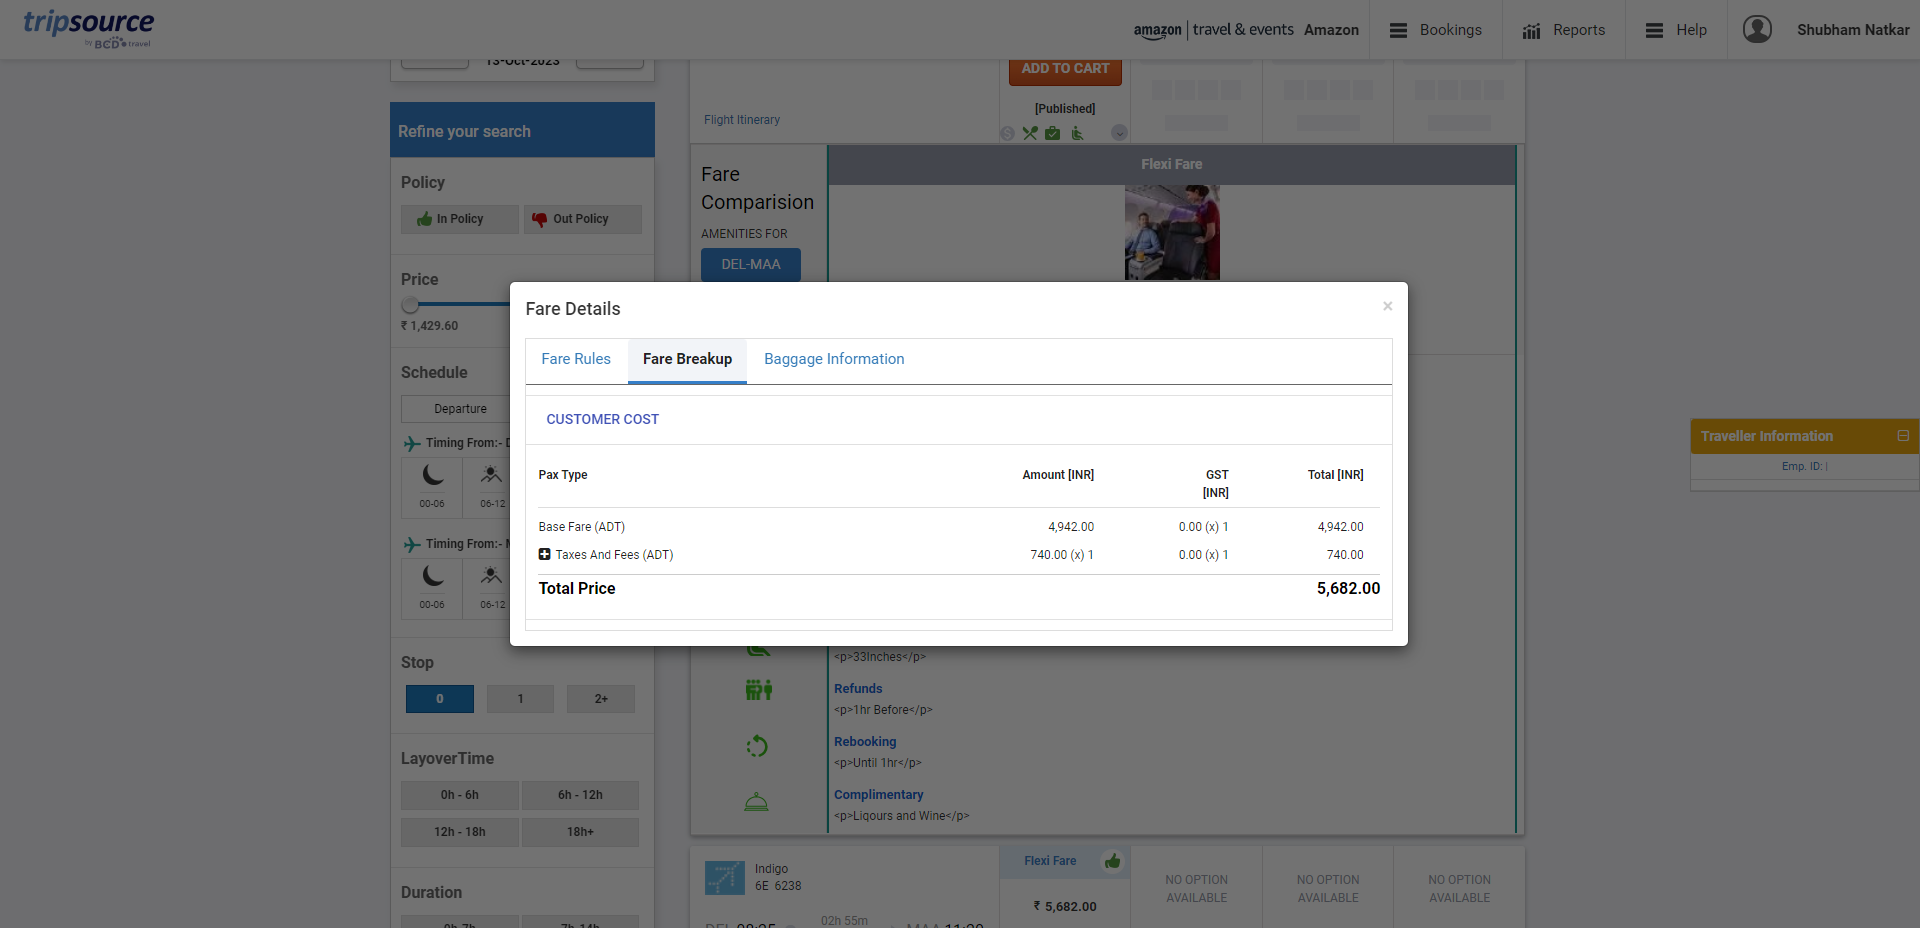 tripsource
by BCD travel
amazon | travel & events Amazon
Bookings
Reports
Help
Shubham Natkar
13-Oct-2023
Refine your search
Policy
In Policy
Out Policy
Price
₹ 1,429.60
Schedule
Departure
Timing From:-
00-06
06-12
Timing From:-
00-06
06-12
Stop
0
1
2+
LayoverTime
0h - 6h
6h - 12h
12h - 18h
18h+
Duration
0h-7h
7h-14h
ADD TO CART
[Published]
Flight Itinerary
Fare
Comparision
AMENITIES FOR
DEL-MAA
Flexi Fare
Fare Details
×
Fare Rules
Fare Breakup
Baggage Information
CUSTOMER COST
Pax Type
Amount [INR]
GST
[INR]
Total [INR]
Base Fare (ADT)
4,942.00
0.00 (x) 1
4,942.00
Taxes And Fees (ADT)
740.00 (x) 1
0.00 (x) 1
740.00
Total Price
5,682.00
<p>33Inches</p>
Refunds
<p>1hr Before</p>
Rebooking
<p>Until 1hr</p>
Complimentary
<p>Liqours and Wine</p>
Indigo
6E 6238
02h 55m
Flexi Fare
₹ 5,682.00
NO OPTION
AVAILABLE
NO OPTION
AVAILABLE
NO OPTION
AVAILABLE
Traveller Information
Emp. ID: |